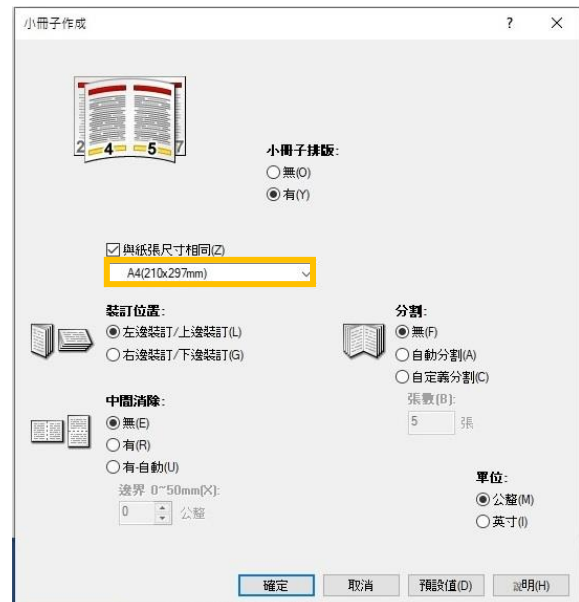 小冊子作成 ? ×
2 4 5 7
小冊子排版:
無(O)
有(Y)
與紙張尺寸相同(Z)
A4(210x297mm)
裝訂位置:
左邊裝訂/上邊裝訂(L)
右邊裝訂/下邊裝訂(G)
分割:
無(F)
自動分割(A)
自定義分割(C)
張數(B):
5 張
中間消除:
無(E)
有(R)
有-自動(U)
邊界 0~50mm(X):
0 公釐
單位:
公釐(M)
英寸(I)
確定 取消 預設值(D) 說明(H)